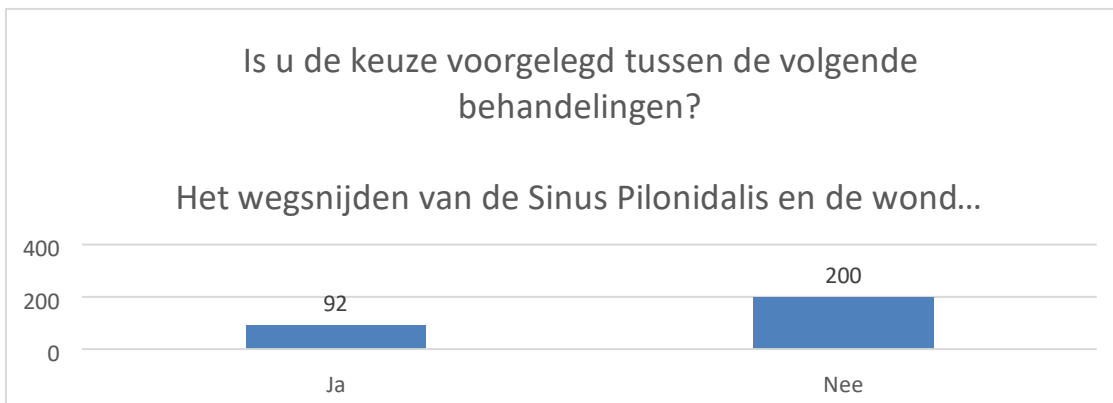 Is u de keuze voorgelegd tussen de volgende
behandelingen?
Het wegsnijden van de Sinus Pilonidalis en de wond...
400
200
0
92
200
Ja
Nee